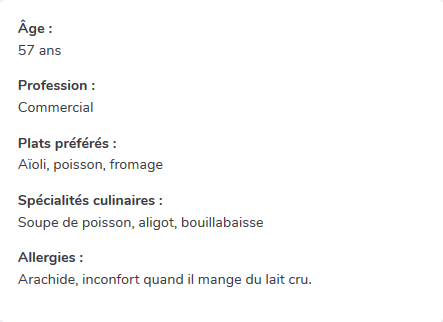 Âge :
57 ans
Profession :
Commercial
Plats préférés :
Aïoli, poisson, fromage
Spécialités culinaires :
Soupe de poisson, aligot, bouillabaisse
Allergies :
Arachide, inconfort quand il mange du lait cru.